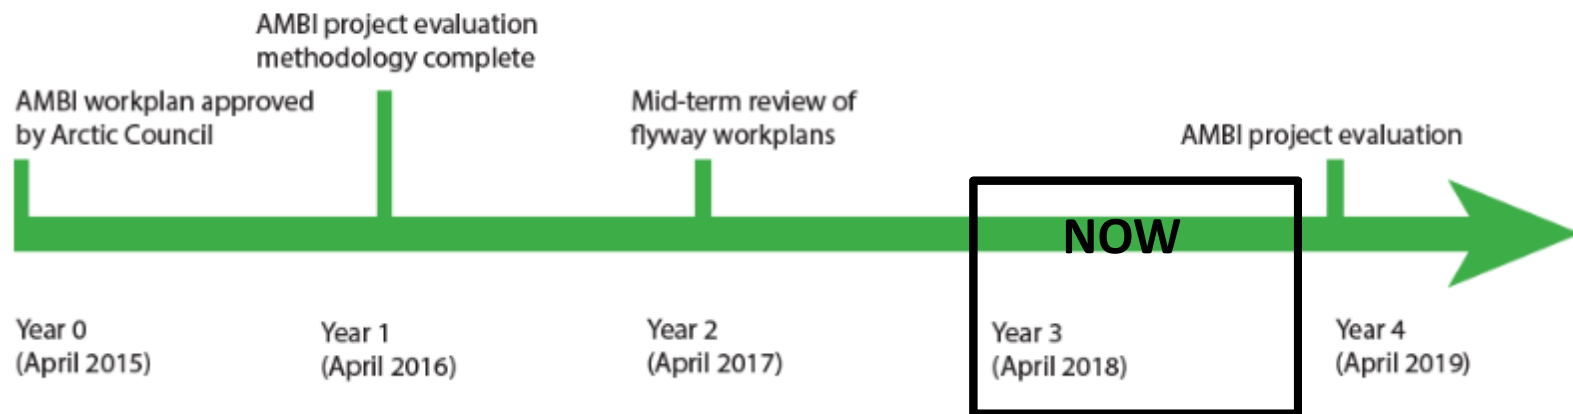 AMBI project evaluation
methodology complete
AMBI workplan approved
by Arctic Council
Mid-term review of
flyway workplans
AMBI project evaluation
NOW
Year 0
(April 2015)
Year 1
(April 2016)
Year 2
(April 2017)
Year 3
(April 2018)
Year 4
(April 2019)